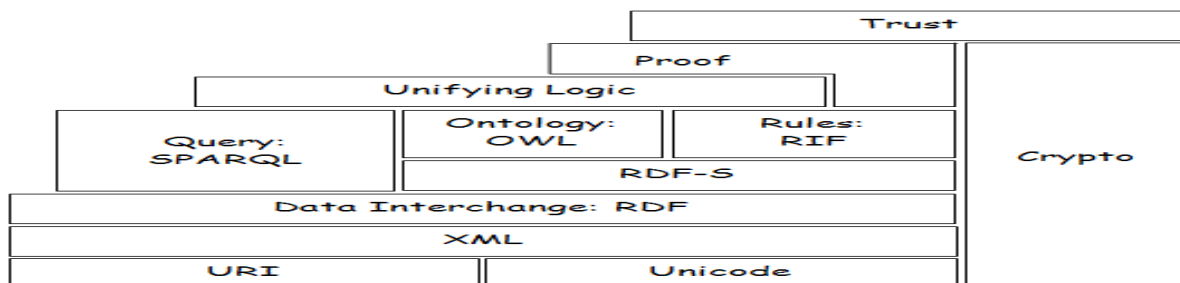 Trust
Proof
Unifying Logic
Query:
SPARQL
Ontology:
OWL
Rules:
RIF
Crypto
RDF-S
Data Interchange: RDF
XML
URI
Unicode